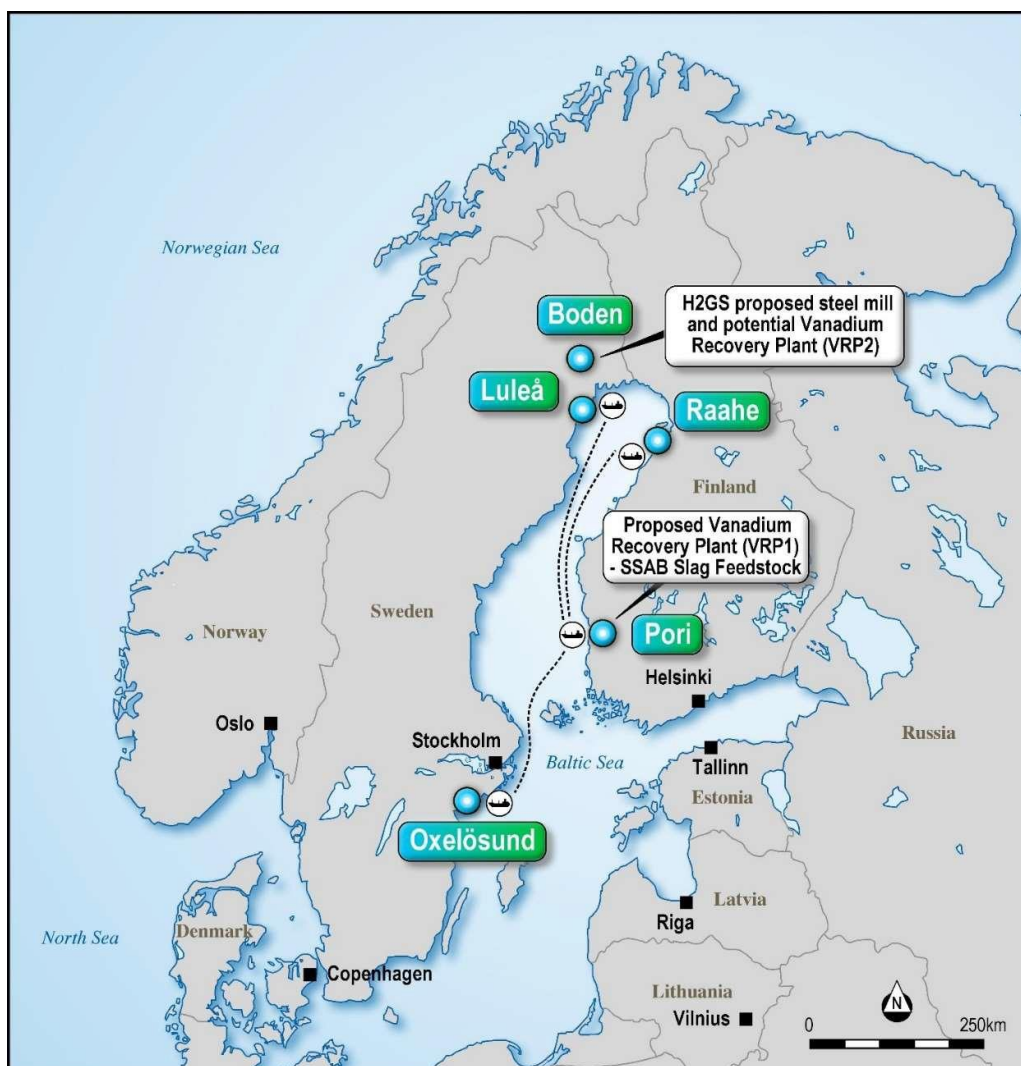 Norwegian Sea
H2GS proposed steel mill
and potential Vanadium
Recovery Plant (VRP2)
Boden
Luleå
Raahe
Finland
Proposed Vanadium
Recovery Plant (VRP1)
- SSAB Slag Feedstock
Sweden
Norway
Pori
Helsinki
Oslo
Stockholm
Baltic Sea
Russia
Tallinn
Estonia
Oxelösund
Latvia
Riga
North Sea
Denmark
Copenhagen
Lithuania
Vilnius
N
0 250km